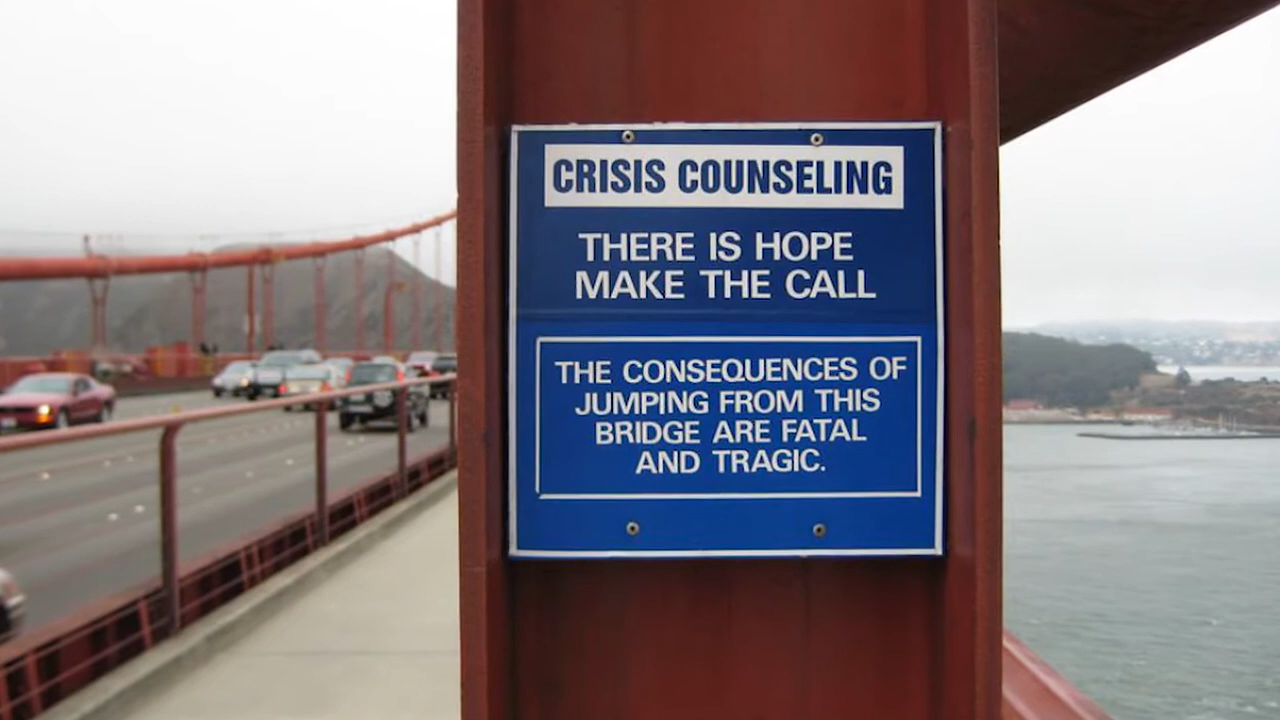 CRISIS COUNSELING
THERE IS HOPE
MAKE THE CALL
THE CONSEQUENCES OF
JUMPING FROM THIS
BRIDGE ARE FATAL
AND TRAGIC.